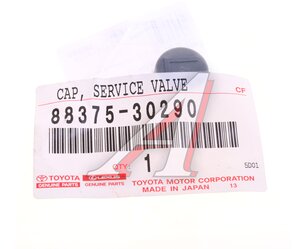 CAP, SERVICE VALVE
CF
88375-30290
QTY:
1
5D01
TOYOTA
GENUINE PARTS
LEXUS
GENUINE PARTS
TOYOTA MOTOR CORPORATION
MADE IN JAPAN 13